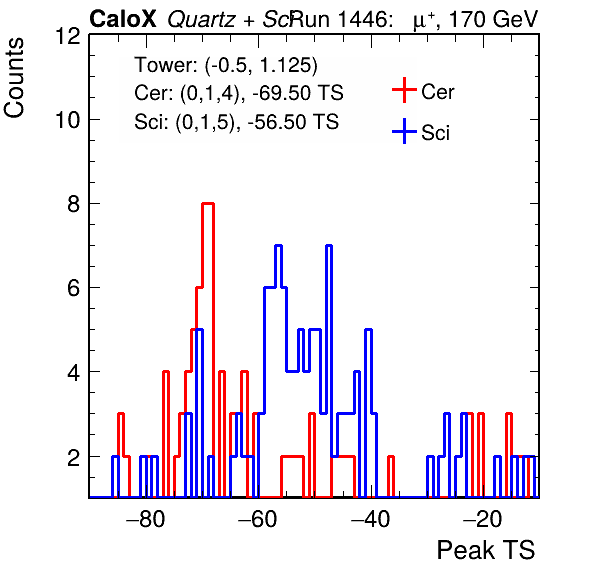 CaloX Quartz + Sci Run 1446: μ⁺, 170 GeV
Counts
12
10
8
6
4
2
Tower: (-0.5, 1.125)
Cer: (0,1,4), -69.50 TS
Sci: (0,1,5), -56.50 TS
Cer
Sci
−80 −60 −40 −20
Peak TS